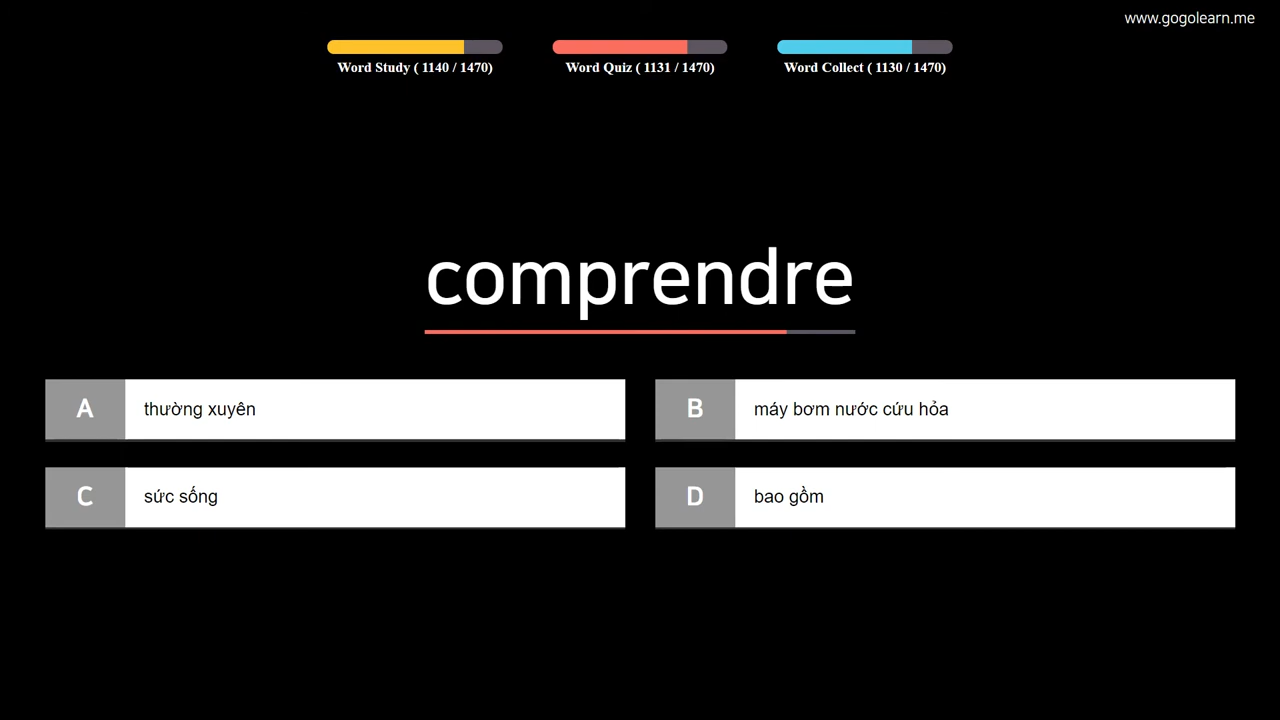 www.gogolearn.me
Word Study ( 1140 / 1470)
Word Quiz ( 1131 / 1470)
Word Collect ( 1130 / 1470)
comprendre
A thường xuyên
B máy bơm nước cứu hỏa
C sức sống
D bao gồm